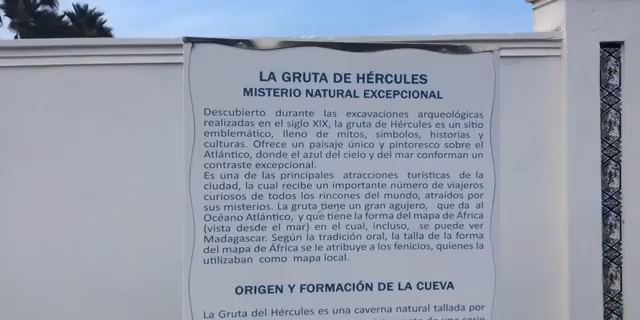 LA GRUTA DE HÉRCULES
MISTERIO NATURAL EXCEPCIONAL
Descubierto durante las excavaciones arqueológicas
realizadas en el siglo XIX, la gruta de Hércules es un sitio
emblemático, lleno de mitos, símbolos, historias y
culturas. Ofrece un paisaje único y pintoresco sobre el
Atlántico, donde el azul del cielo y del mar conforman un
contraste excepcional.
Es una de las principales atracciones turísticas de la
ciudad, la cual recibe un importante número de viajeros
curiosos de todos los rincones del mundo, atraídos por
sus misterios. La gruta tiene un gran agujero, que da al
Océano Atlántico, y que tiene la forma del mapa de África
(vista desde el mar) en el cual, incluso, se puede ver
Madagascar. Según la tradición oral, la talla de la forma
del mapa de África se le atribuye a los fenicios, quienes la
utilizaban como mapa local.
ORIGEN Y FORMACIÓN DE LA CUEVA
La Gruta del Hércules es una caverna natural tallada por